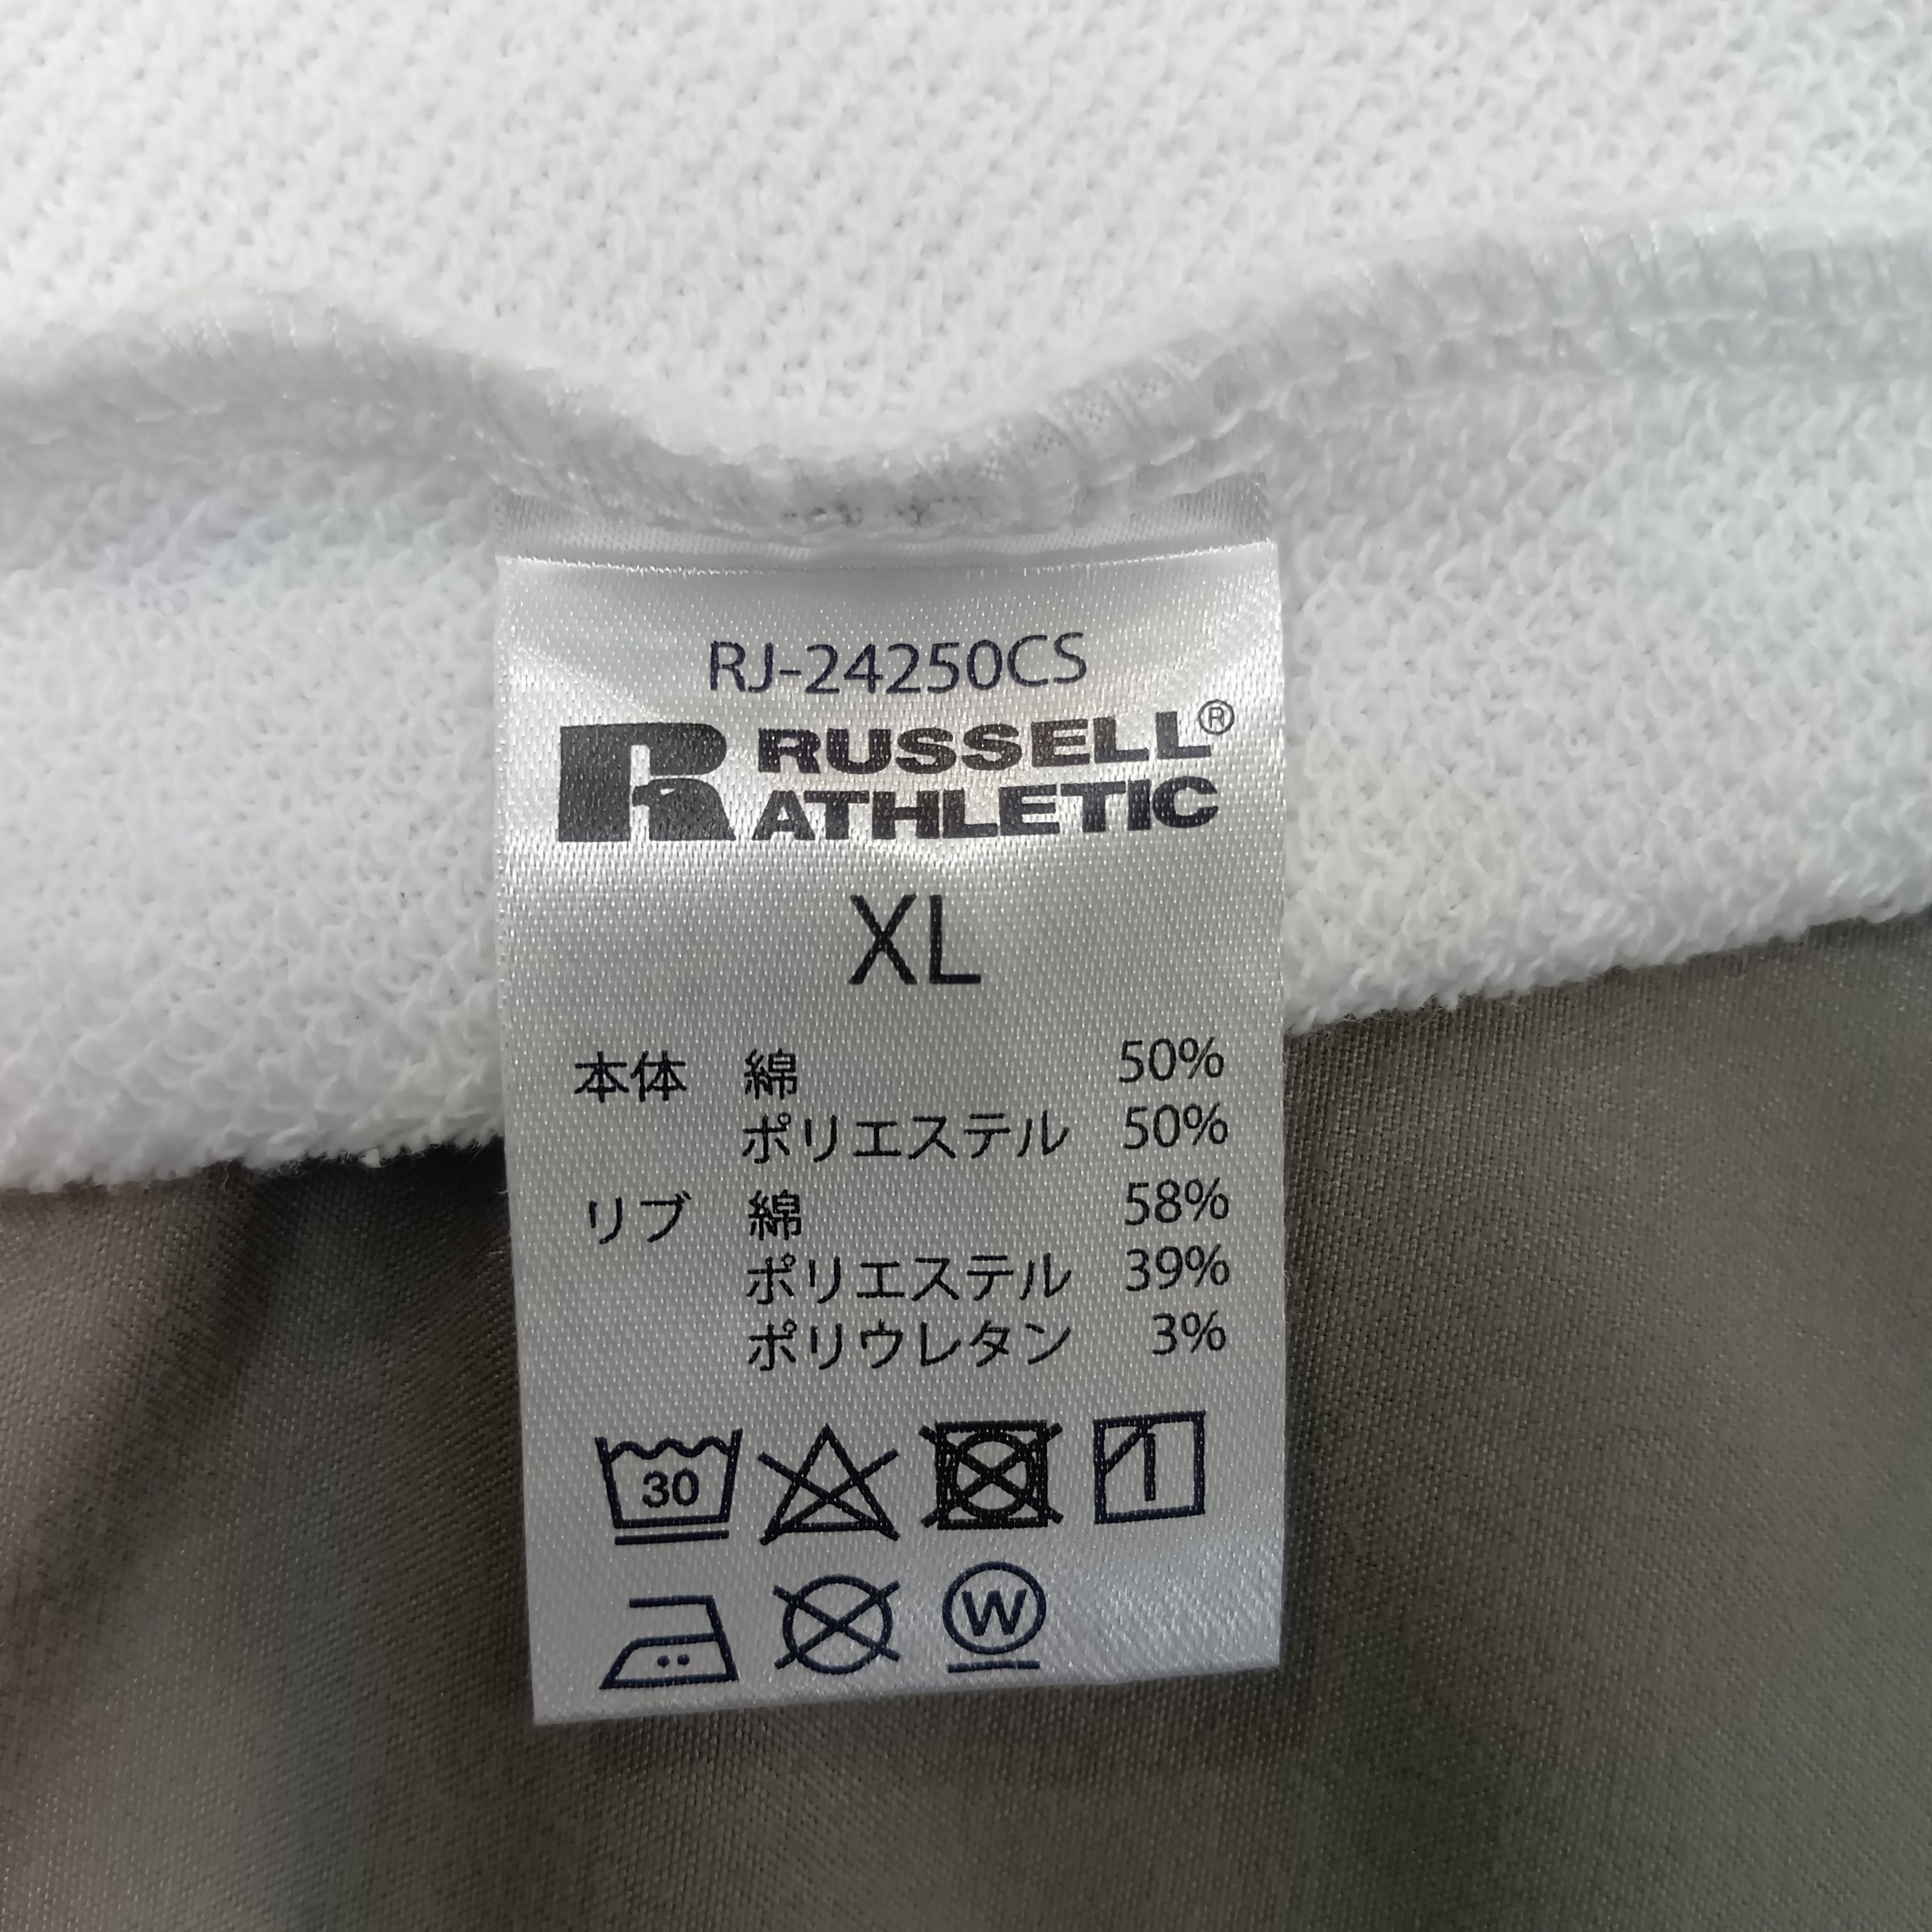 RJ-24250CS
RUSSELL®
ATHLETIC
XL
本体 綿 50%
ポリエステル 50%
リブ 綿 58%
ポリエステル 39%
ポリウレタン 3%
30
W